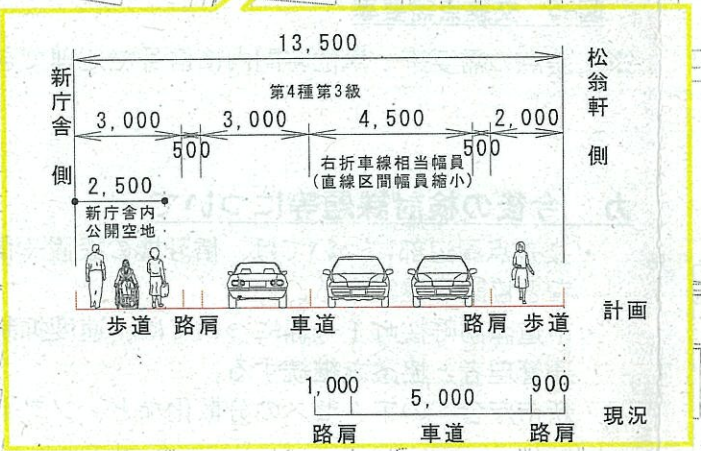 13,500
新庁舎側
松翁軒側
第4種第3級
3,000 3,000 4,500 2,000
500 500
右折車線相当幅員
(直線区間幅員縮小)
2,500
新庁舎内
公開空地
歩道 路肩 車道 路肩 歩道
計画
1,000 5,000 900
路肩 車道 路肩
現況